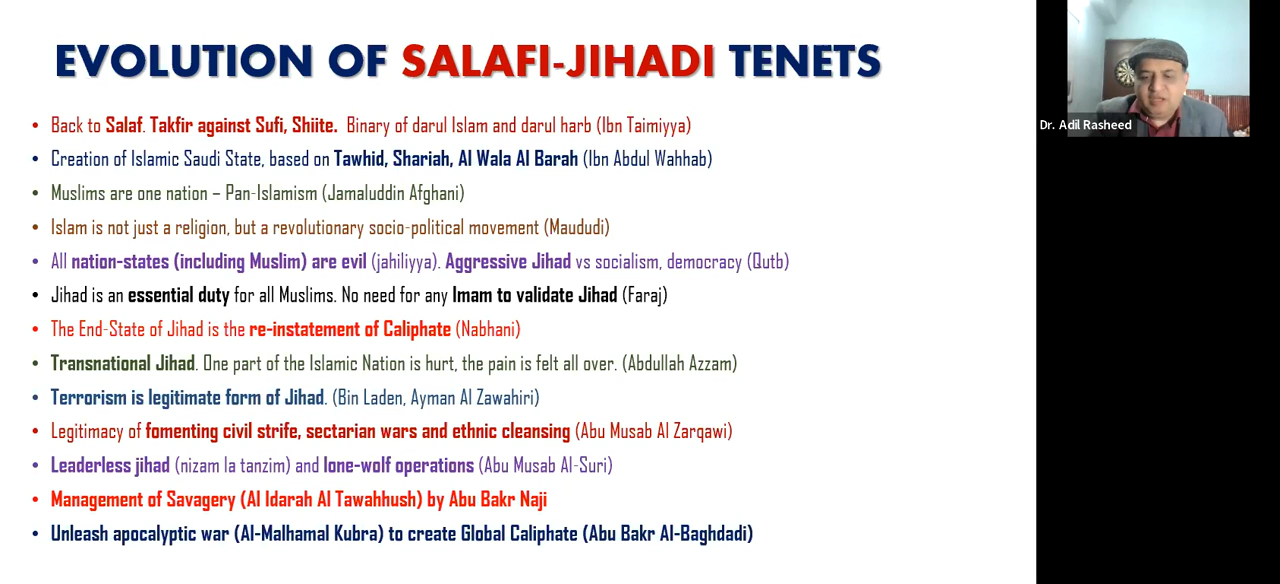 EVOLUTION OF SALAFI-JIHADI TENETS
• Back to Salaf. Takfir against Sufi, Shiite. Binary of darul Islam and darul harb (Ibn Taimiyya)
• Creation of Islamic Saudi State, based on Tawhid, Shariah, Al Wala Al Barah (Ibn Abdul Wahhab)
• Muslims are one nation – Pan-Islamism (Jamaluddin Afghani)
• Islam is not just a religion, but a revolutionary socio-political movement (Maududi)
• All nation-states (including Muslim) are evil (jahiliyya). Aggressive Jihad vs socialism, democracy (Qutb)
• Jihad is an essential duty for all Muslims. No need for any Imam to validate Jihad (Faraj)
• The End-State of Jihad is the re-instatement of Caliphate (Nabhani)
• Transnational Jihad. One part of the Islamic Nation is hurt, the pain is felt all over. (Abdullah Azzam)
• Terrorism is legitimate form of Jihad. (Bin Laden, Ayman Al Zawahiri)
• Legitimacy of fomenting civil strife, sectarian wars and ethnic cleansing (Abu Musab Al Zarqawi)
• Leaderless jihad (nizam la tanzim) and lone-wolf operations (Abu Musab Al-Suri)
• Management of Savagery (Al Idarah Al Tawahhush) by Abu Bakr Naji
• Unleash apocalyptic war (Al-Malhamal Kubra) to create Global Caliphate (Abu Bakr Al-Baghdadi)
Dr. Adil Rasheed